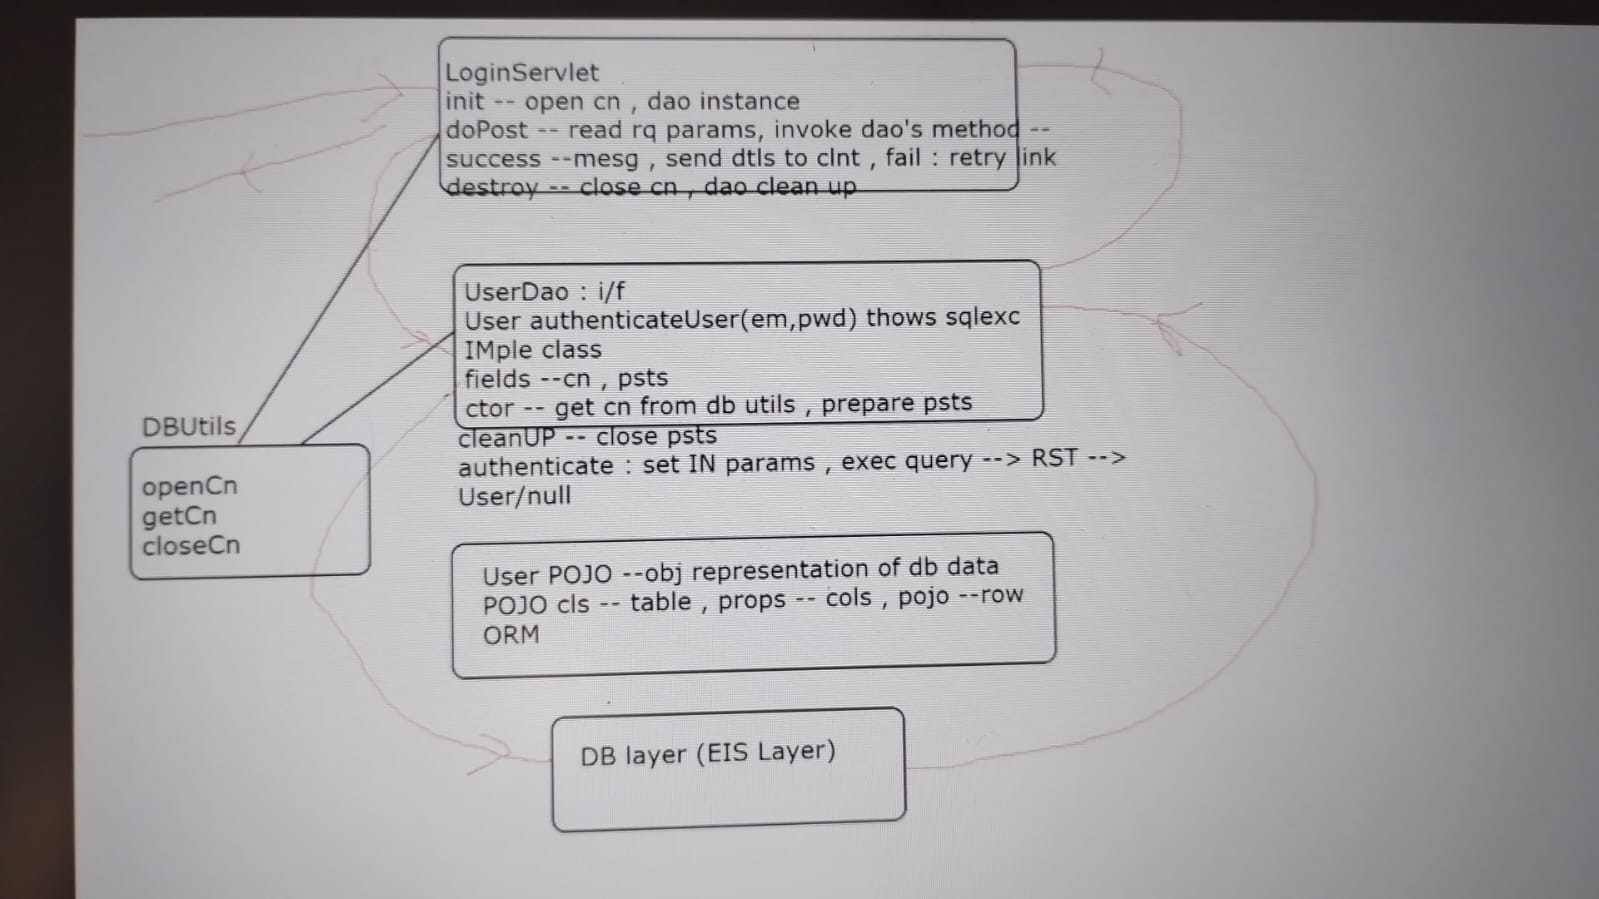 LoginServlet
init -- open cn , dao instance
doPost -- read rq params, invoke dao's method --
success --mesg , send dtls to clnt , fail : retry link
destroy -- close cn , dao clean up
UserDao : i/f
User authenticateUser(em,pwd) thows sqlexc
IMple class
fields --cn , psts
ctor -- get cn from db utils , prepare psts
cleanUP -- close psts
authenticate : set IN params , exec query --> RST -->
User/null
DBUtils
openCn
getCn
closeCn
User POJO --obj representation of db data
POJO cls -- table , props -- cols , pojo --row
ORM
DB layer (EIS Layer)